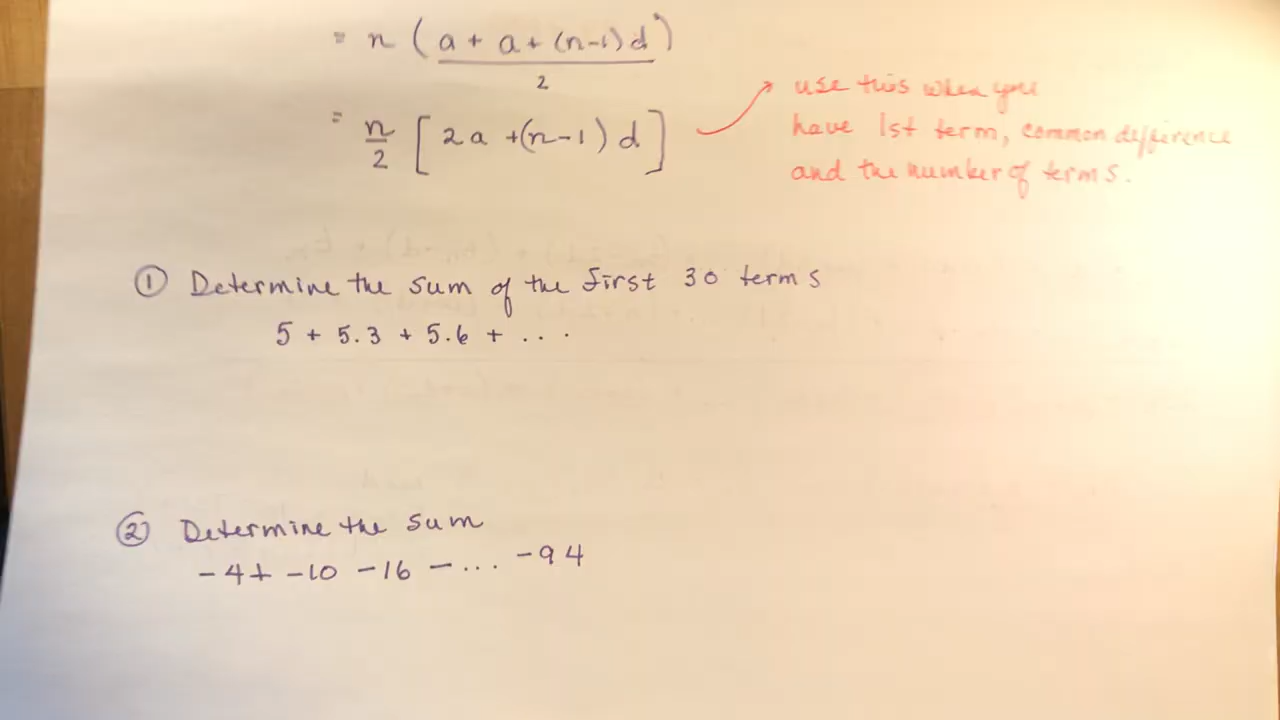 = n ( a + a + (n-1) d )
2
= n/2 [ 2a + (n-1) d ]
use this when you
have 1st term, common difference
and the number of terms.
① Determine the sum of the first 30 terms
5 + 5.3 + 5.6 + ....
② Determine the sum
-4 + -10 -16 - ... -94